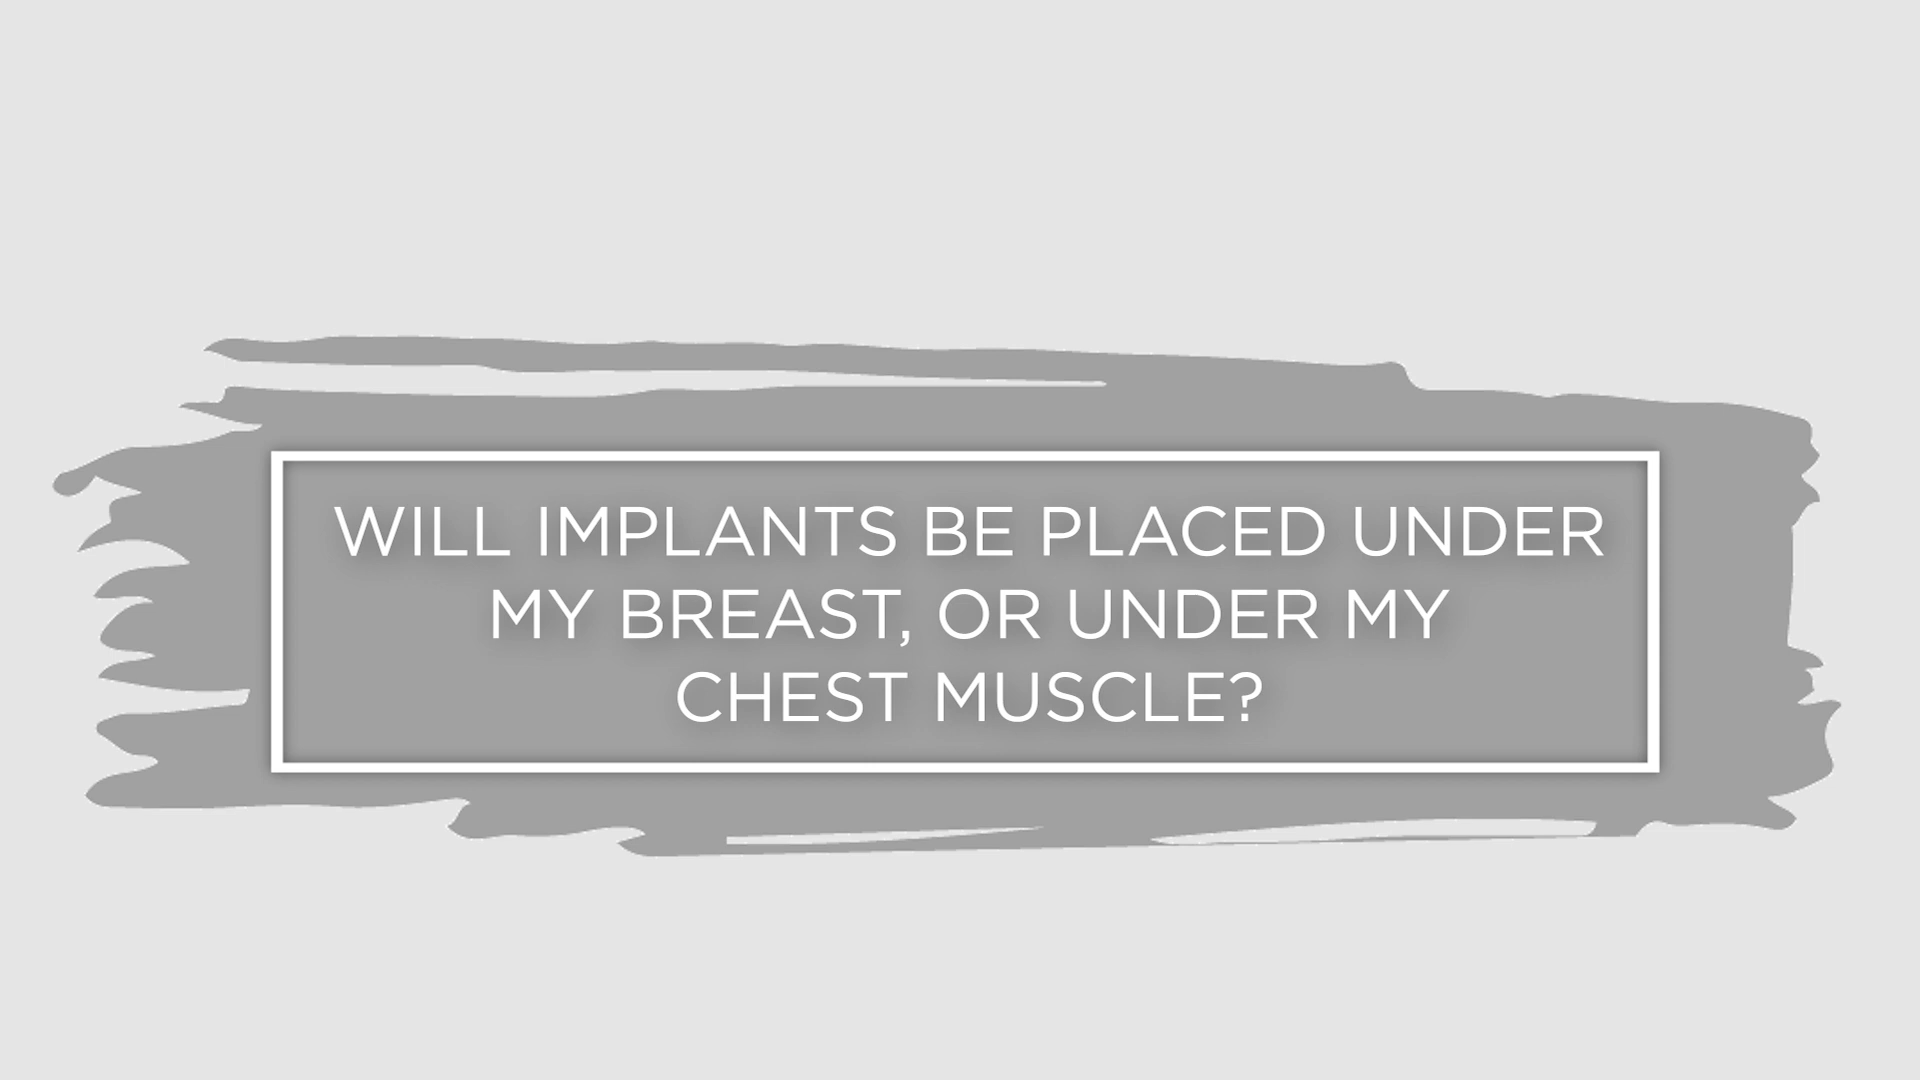 WILL IMPLANTS BE PLACED UNDER
MY BREAST, OR UNDER MY
CHEST MUSCLE?